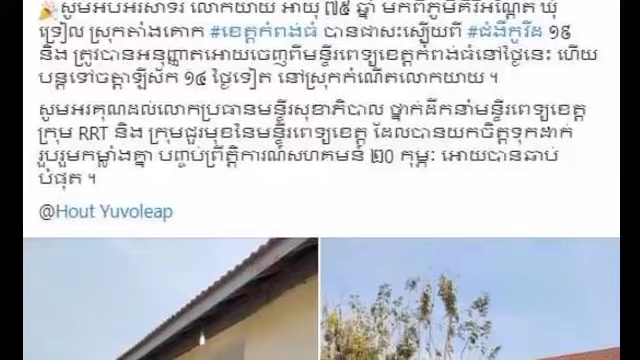 🎉សូមអបអរសាទរ លោកយាយ អាយុ ៧៥ ឆ្នាំ មកពីភូមិគិរីអណ្តែត ឃុំ
ទ្រៀល ស្រុកតាំងគោក #ខេត្តកំពង់ធំ បានជាសះស្បើយពី #ជំងឺកូវីដ ១៩
និង ត្រូវបានអនុញ្ញាតអោយចេញពីមន្ទីរពេទ្យខេត្តកំពង់ធំនៅថ្ងៃនេះ ហើយ
បន្តទៅចត្តាឡីស័ក ១៤ ថ្ងៃទៀត នៅស្រុកកំណើតលោកយាយ ។
សូមអរគុណដល់លោកប្រធានមន្ទីរសុខាភិបាល ថ្នាក់ដឹកនាំមន្ទីរពេទ្យខេត្ត
ក្រុម RRT និង ក្រុមជួរមុខនៃមន្ទីរពេទ្យខេត្ត ដែលបានយកចិត្តទុកដាក់
រួបរួមកម្លាំងគ្នា បញ្ចប់ព្រឹត្តិការណ៍សហគមន៍ ២០ កុម្ភៈ អោយបានឆាប់
បំផុត ។
@Hout Yuvoleap